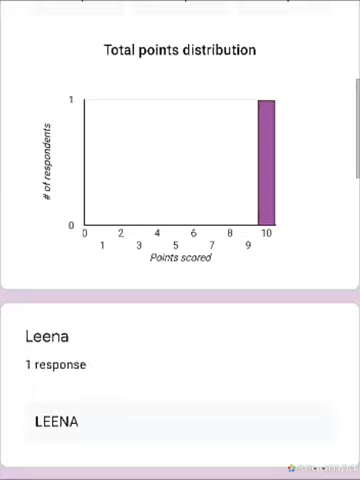 Total points distribution
# of respondents
1
0
0 2 4 6 8 10
1 3 5 7 9
Points scored
Leena
1 response
LEENA